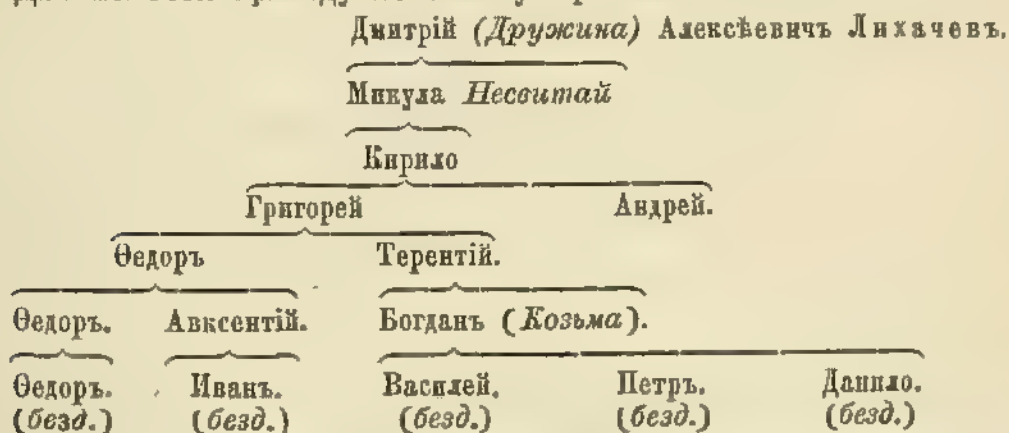 Дмитрій (Дружина) Алексѣевичъ Лихачевъ.
Микула Несвитай
Кирило
Григорей Андрей.
Ѳедоръ Терентій.
Ѳедоръ. Авксентій. Богданъ (Козьма).
Ѳедоръ. Иванъ. Василей. Петръ. Данило.
(безд.) (безд.) (безд.) (безд.) (безд.)